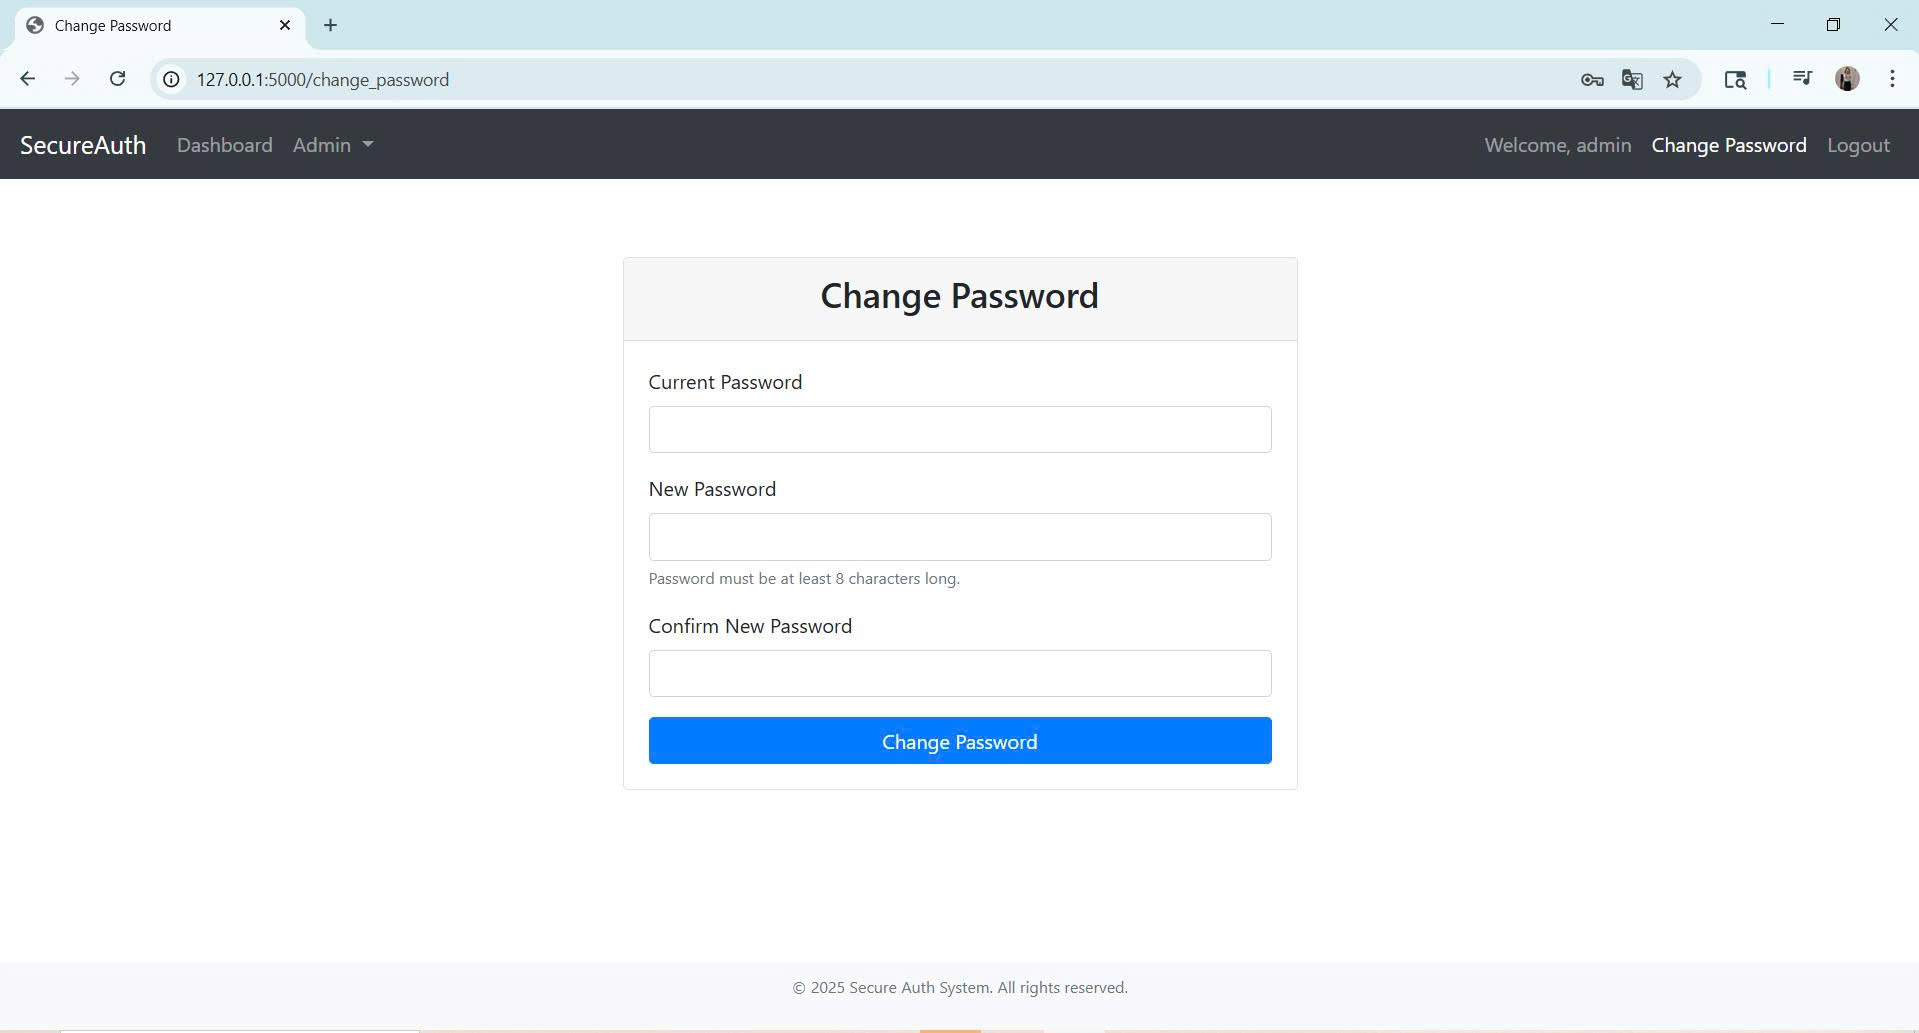 Change Password
127.0.0.1:5000/change_password
SecureAuth Dashboard Admin Welcome, admin Change Password Logout
Change Password
Current Password
New Password
Password must be at least 8 characters long.
Confirm New Password
Change Password
© 2025 Secure Auth System. All rights reserved.